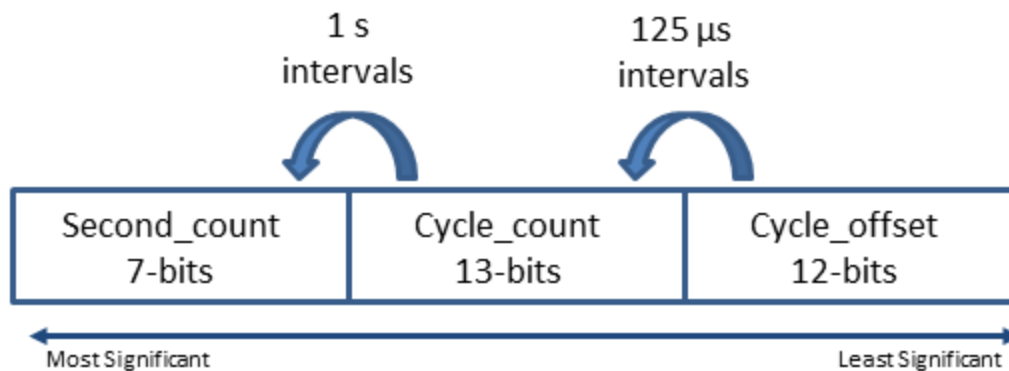 1 s
intervals
125 µs
intervals
Second_count
7-bits
Cycle_count
13-bits
Cycle_offset
12-bits
Most Significant
Least Significant